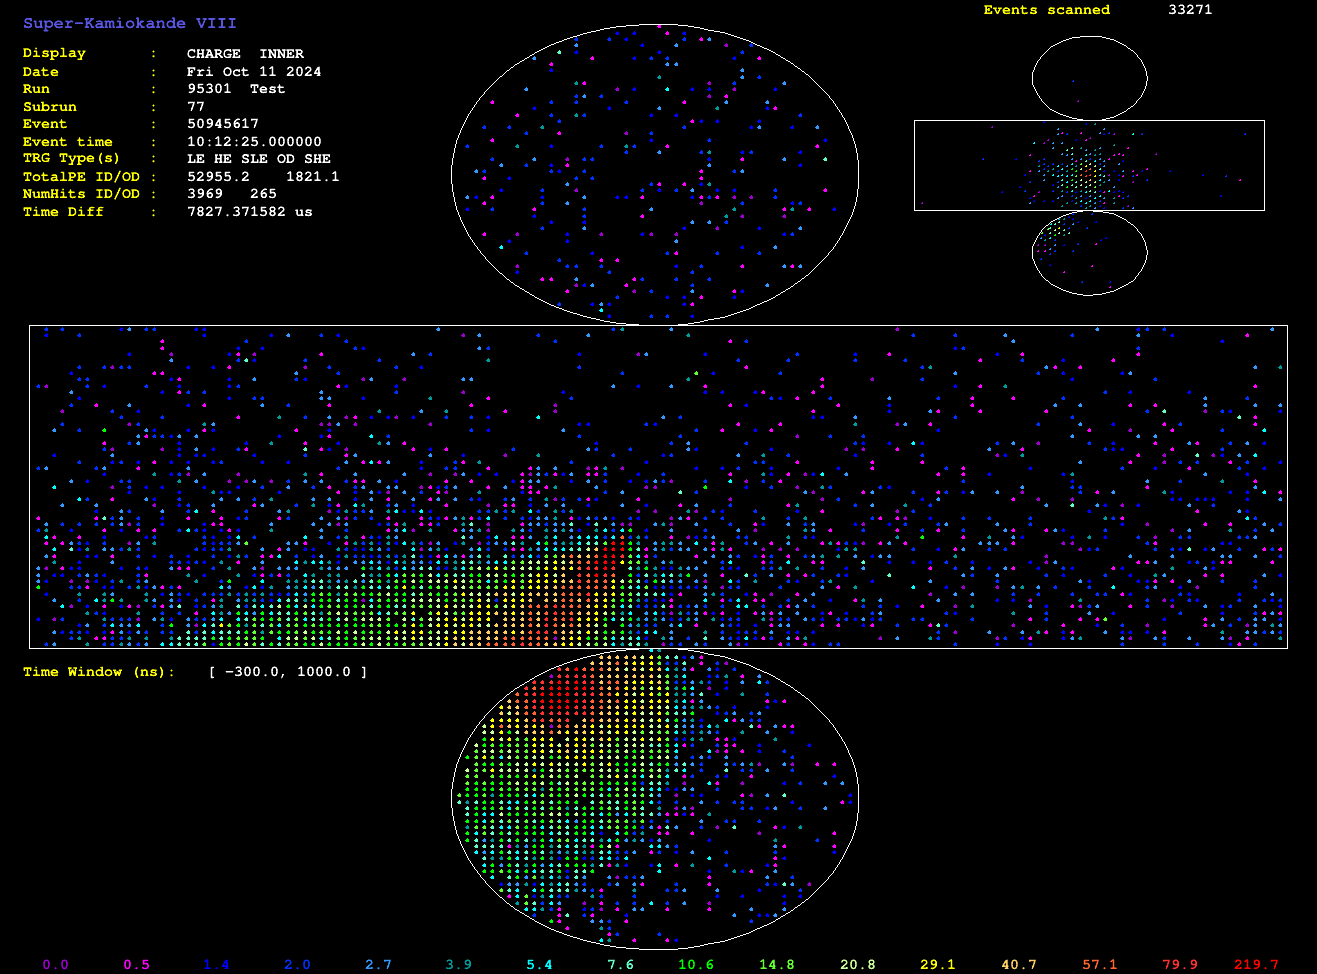 Super-Kamiokande VIII
Events scanned 33271
Display : CHARGE INNER
Date : Fri Oct 11 2024
Run : 95301 Test
Subrun : 77
Event : 50945617
Event time : 10:12:25.000000
TRG Type(s) : LE HE SLE OD SHE
TotalPE ID/OD : 52955.2 1821.1
NumHits ID/OD : 3969 265
Time Diff : 7827.371582 us
Time Window (ns): [ -300.0, 1000.0 ]
0.0 0.5 1.4 2.0 2.7 3.9 5.4 7.6 10.6 14.8 20.8 29.1 40.7 57.1 79.9 219.7